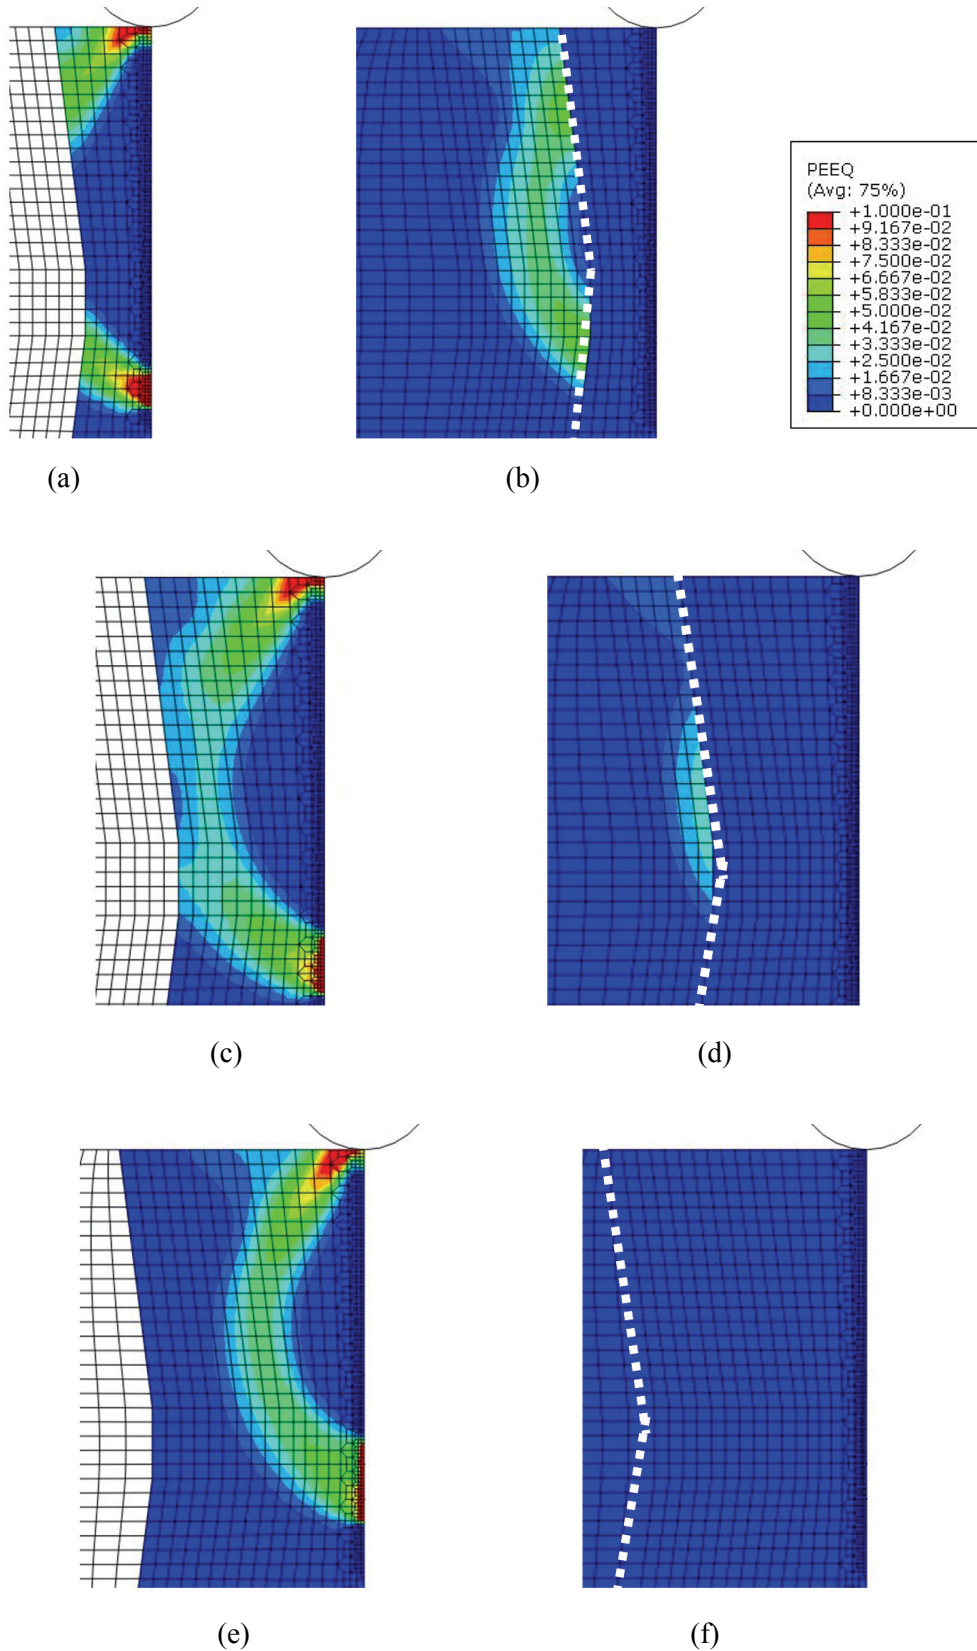 PEEQ
(Avg: 75%)
+1.000e-01
+9.167e-02
+8.333e-02
+7.500e-02
+6.667e-02
+5.833e-02
+5.000e-02
+4.167e-02
+3.333e-02
+2.500e-02
+1.667e-02
+8.333e-03
+0.000e+00
(a)
(b)
(c)
(d)
(e)
(f)